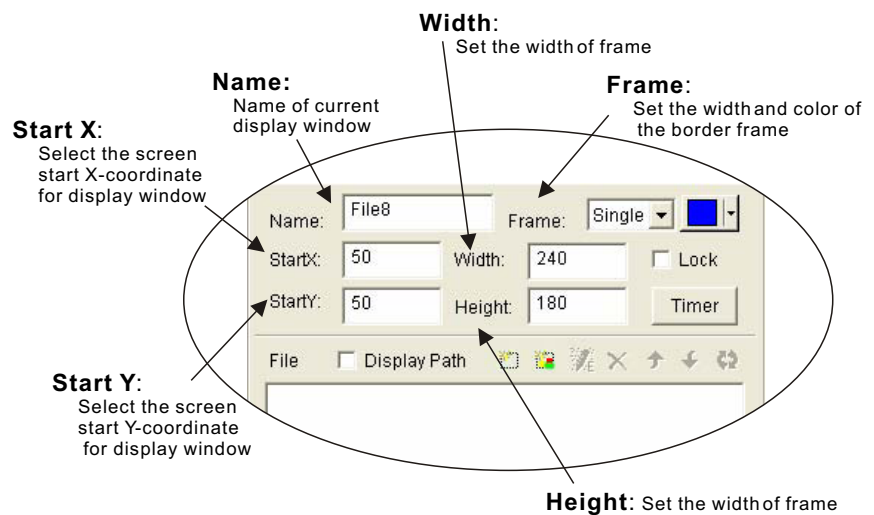 Width:
Set the width of frame
Name:
Name of current
display window
Frame:
Set the width and color of
the border frame
Start X:
Select the screen
start X-coordinate
for display window
Name: File8 Frame: Single
StartX: 50 Width: 240 Lock
StartY: 50 Height: 180 Timer
File Display Path
Start Y:
Select the screen
start Y-coordinate
for display window
Height: Set the width of frame